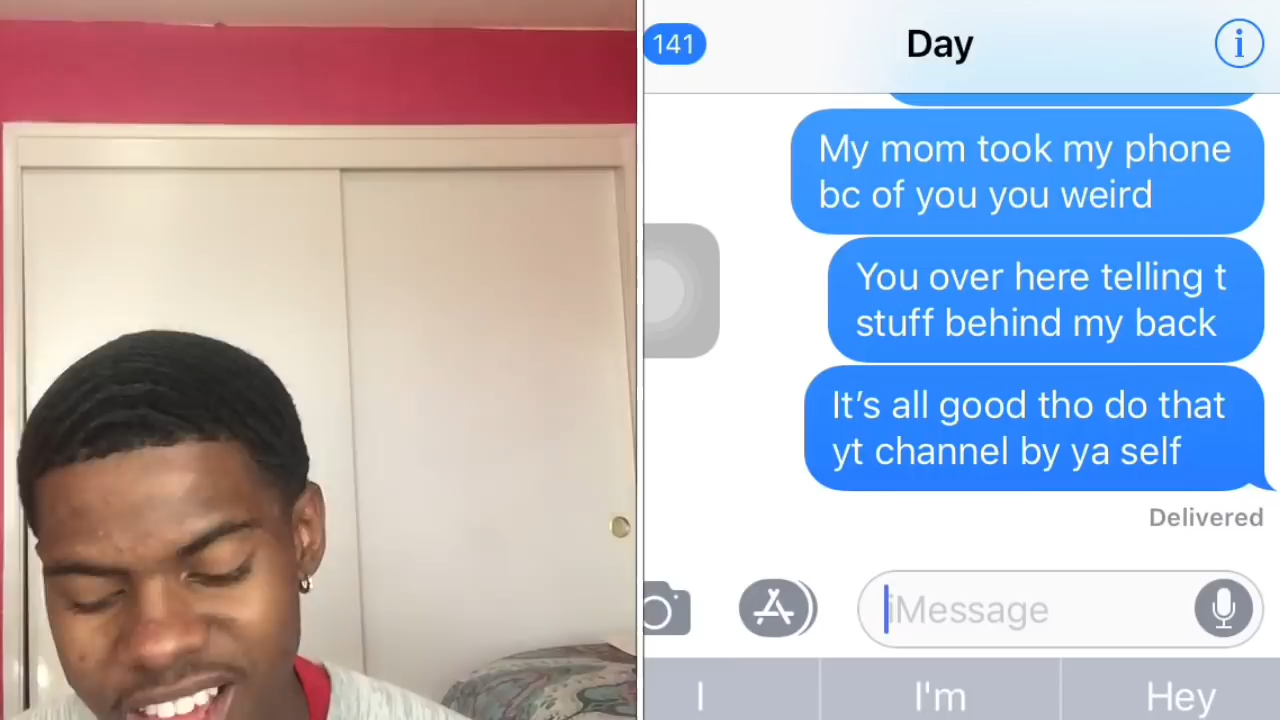 141
Day
i
My mom took my phone
bc of you you weird
You over here telling t
stuff behind my back
It’s all good tho do that
yt channel by ya self
Delivered
iMessage
I
I'm
Hey